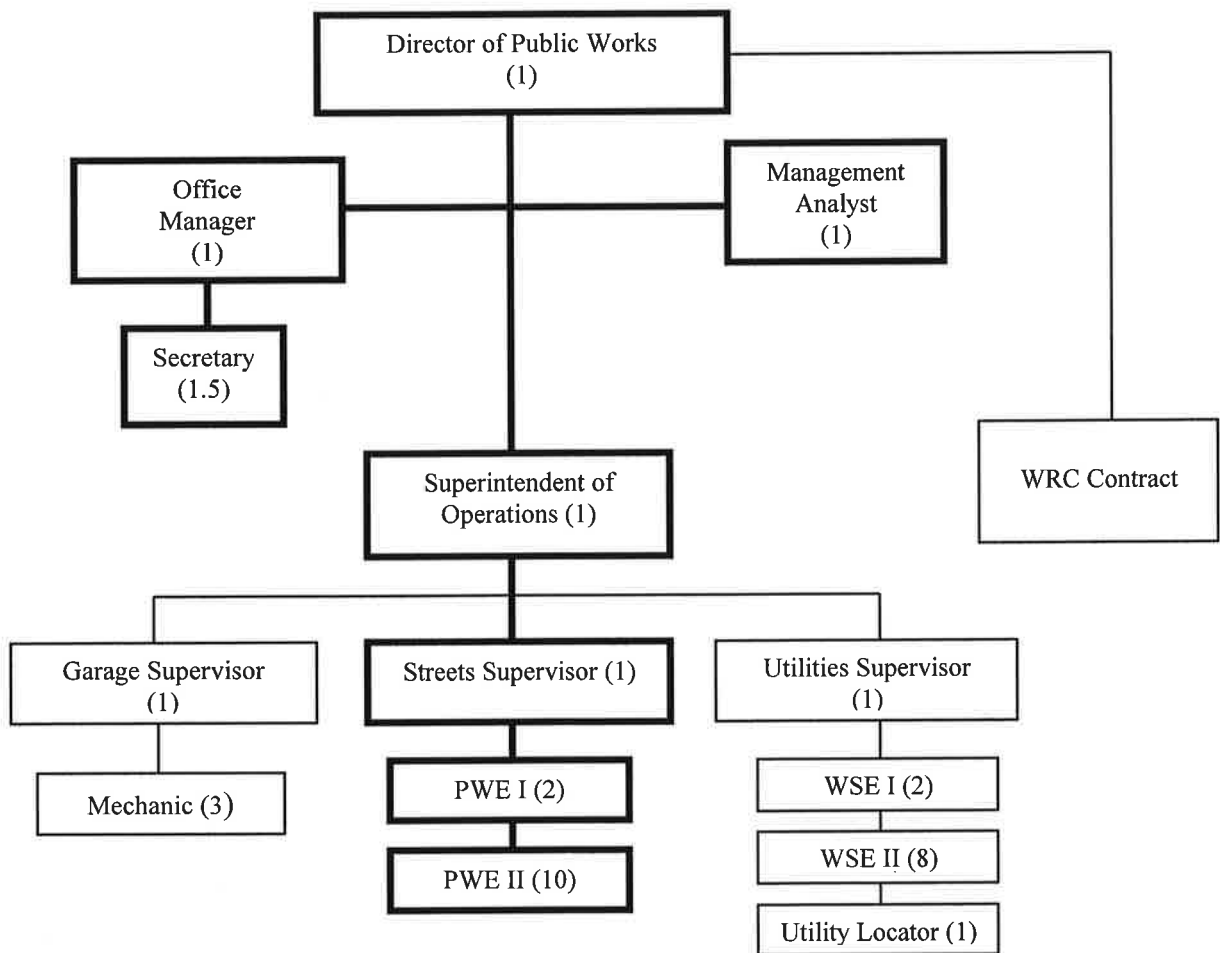 Director of Public Works
(1)
Office
Manager
(1)
Management
Analyst
(1)
Secretary
(1.5)
Superintendent of
Operations (1)
WRC Contract
Garage Supervisor
(1)
Streets Supervisor (1)
Utilities Supervisor
(1)
Mechanic (3)
PWE I (2)
WSE I (2)
PWE II (10)
WSE II (8)
Utility Locator (1)